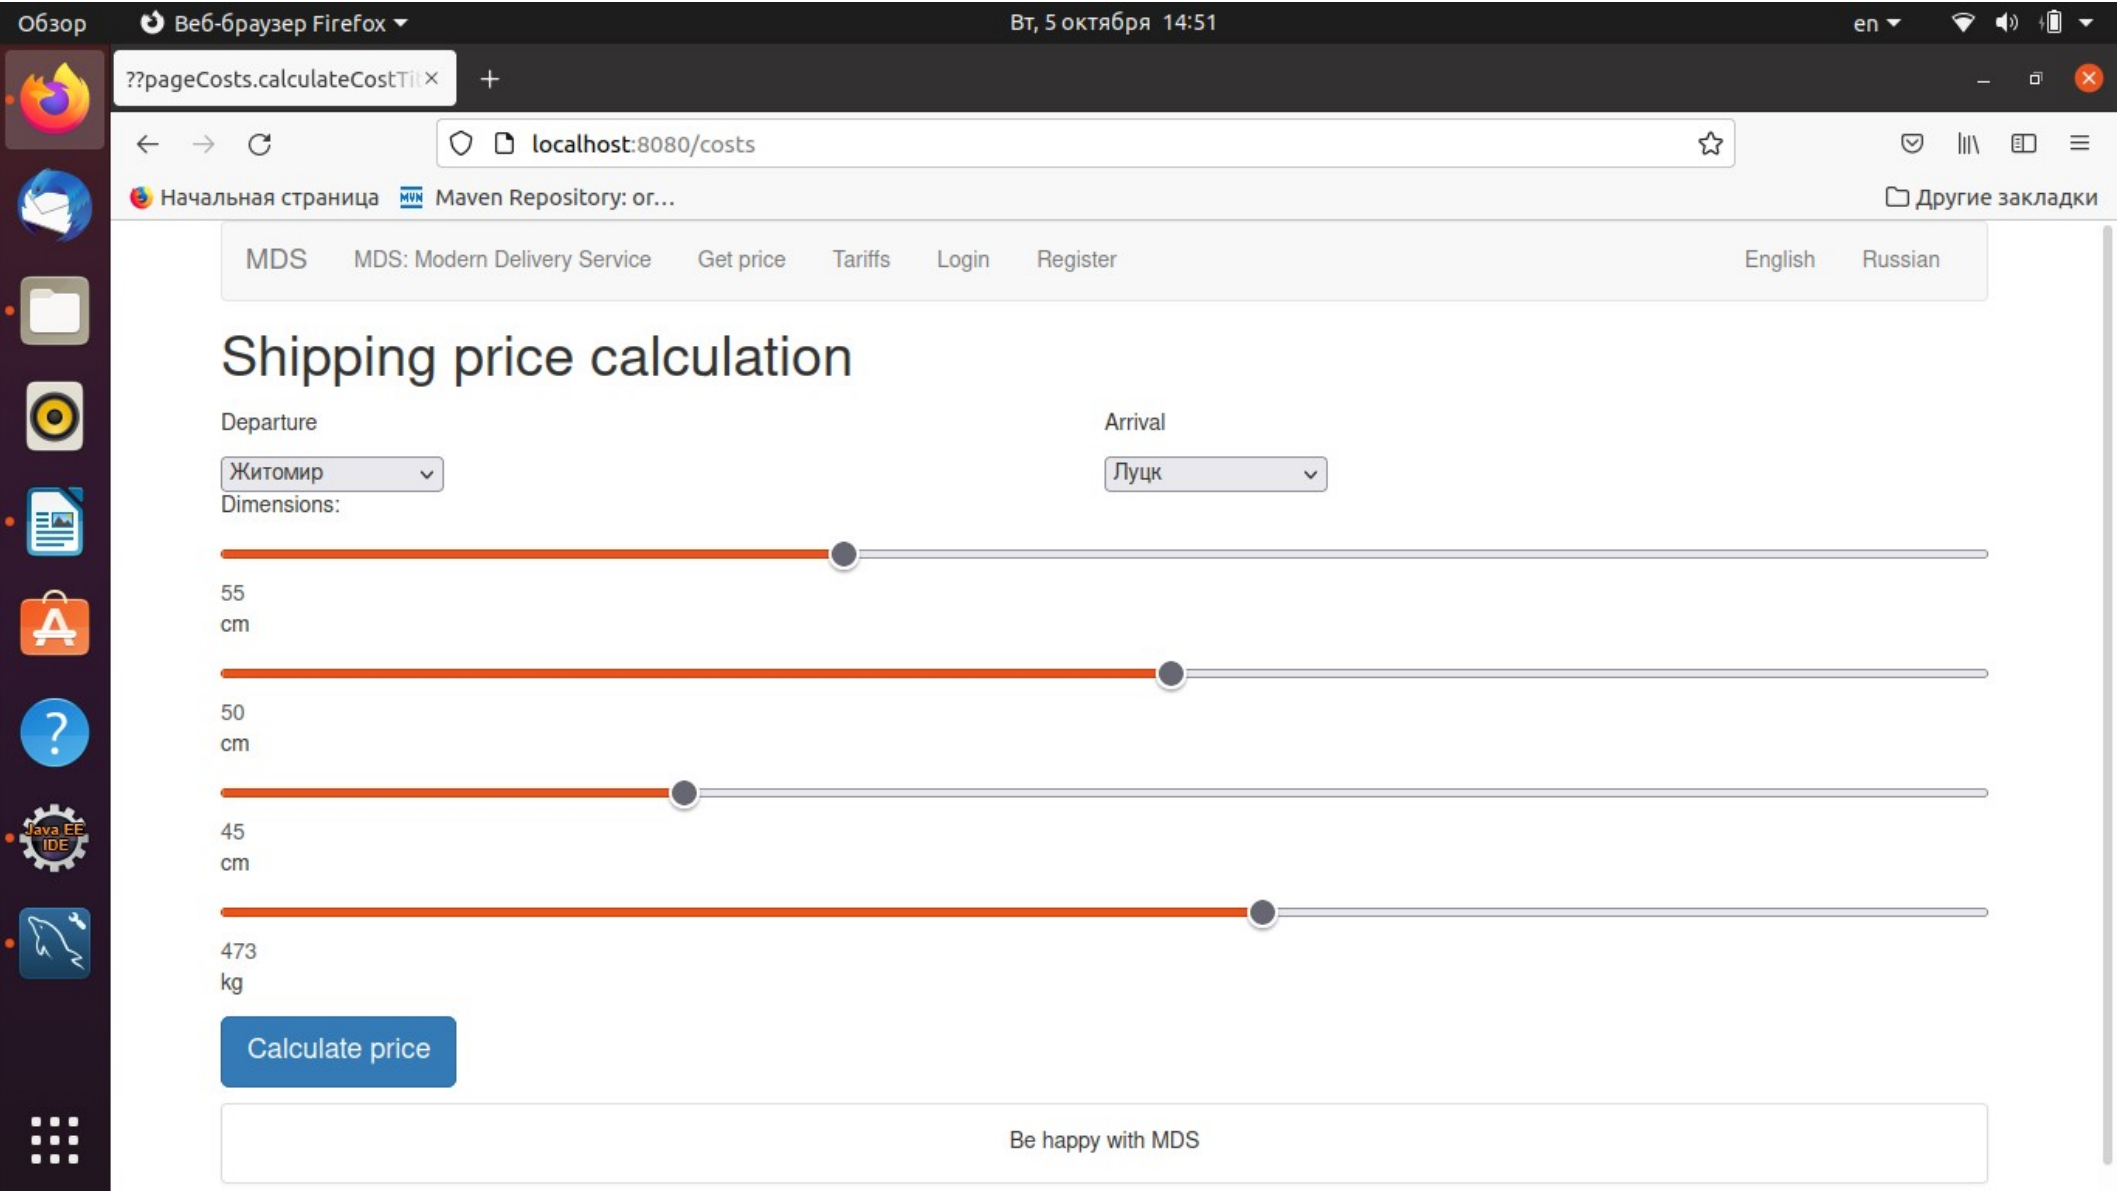 Обзор Веб-браузер Firefox Вт, 5 октября 14:51 en
??pageCosts.calculateCostTit
localhost:8080/costs
Начальная страница MVN Maven Repository: or… Другие закладки
MDS MDS: Modern Delivery Service Get price Tariffs Login Register English Russian
Shipping price calculation
Departure Arrival
Житомир Луцк
Dimensions:
55
cm
50
cm
45
cm
473
kg
Calculate price
Be happy with MDS
Java EE
IDE